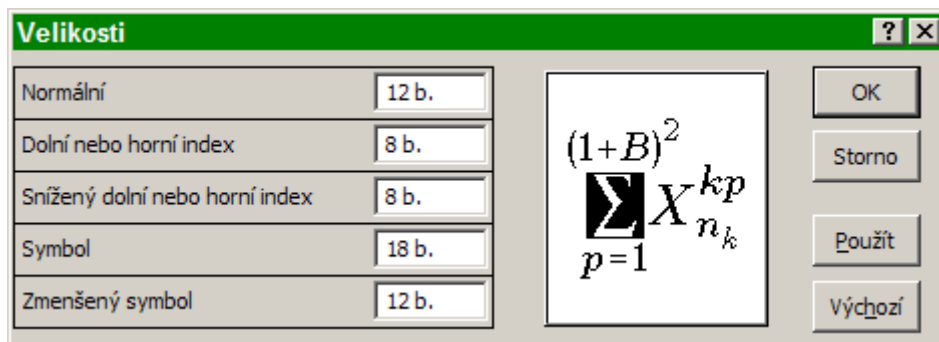 Velikosti
Normální 12 b.
Dolní nebo horní index 8 b.
Snížený dolní nebo horní index 8 b.
Symbol 18 b.
Zmenšený symbol 12 b.
(1+B)²
∑ X kp n k
p=1
OK
Storno
Použít
Výchozí